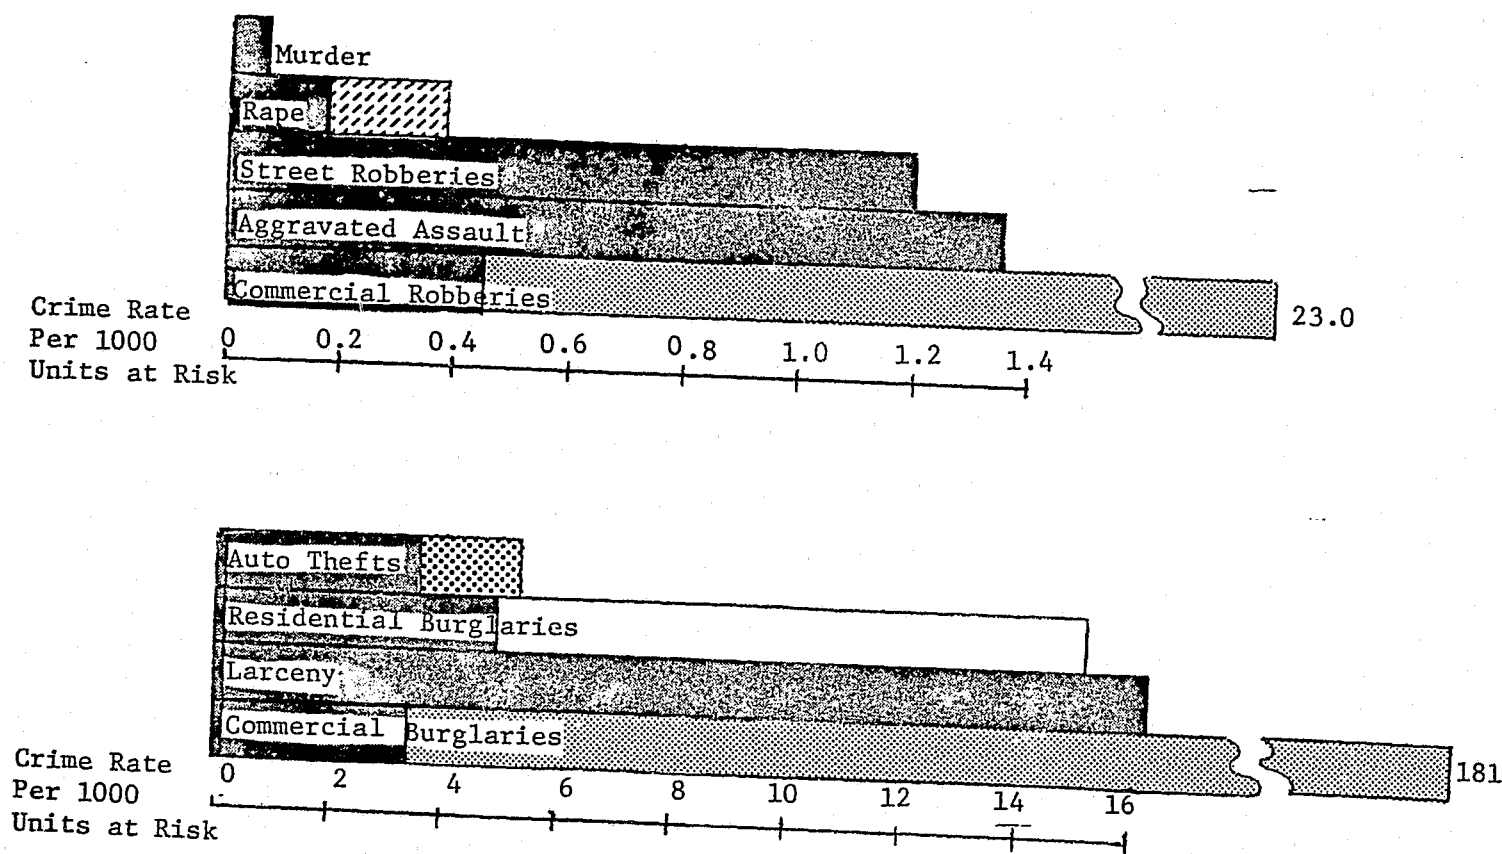 Murder
Rape
Street Robberies
Aggravated Assault
Commercial Robberies
23.0
Crime Rate
Per 1000
Units at Risk
0 0.2 0.4 0.6 0.8 1.0 1.2 1.4
Auto Thefts
Residential Burglaries
Larceny
Commercial Burglaries
181
Crime Rate
Per 1000
Units at Risk
0 2 4 6 8 10 12 14 16